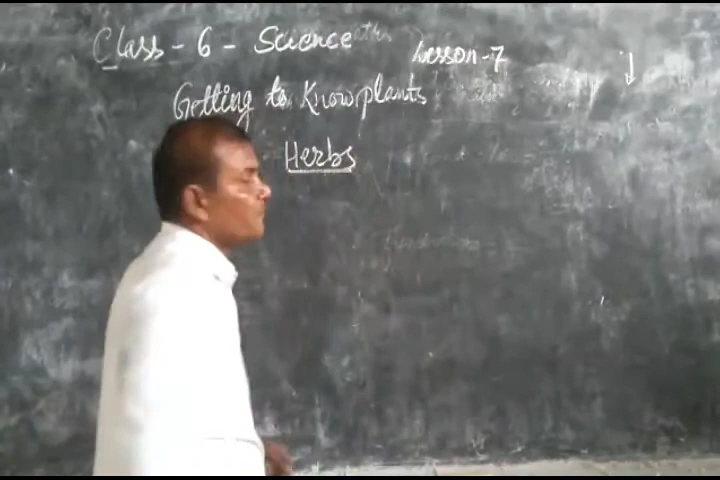 Class - 6 - Science Lesson-7
Getting to Know plants
Herbs